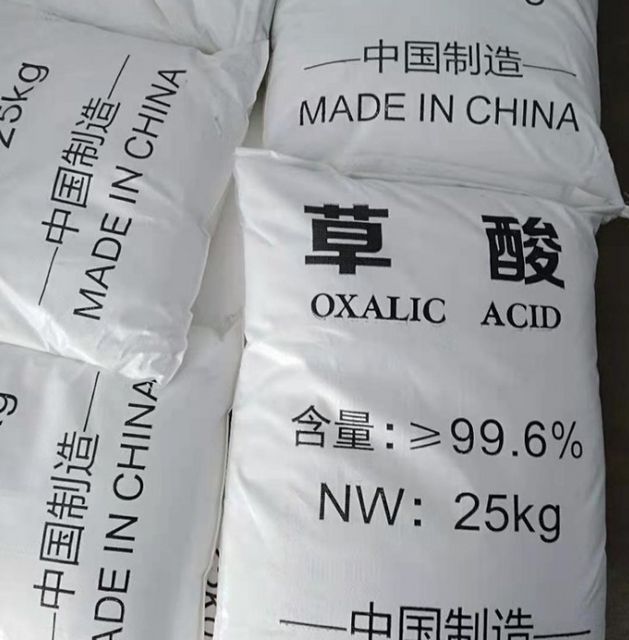 中国制造
MADE IN CHINA
25kg
中国制造
MADE IN CHINA
草 酸
OXALIC ACID
含量：≥99.6%
NW：25kg
中国制造
中国制造
MADE IN CHINA